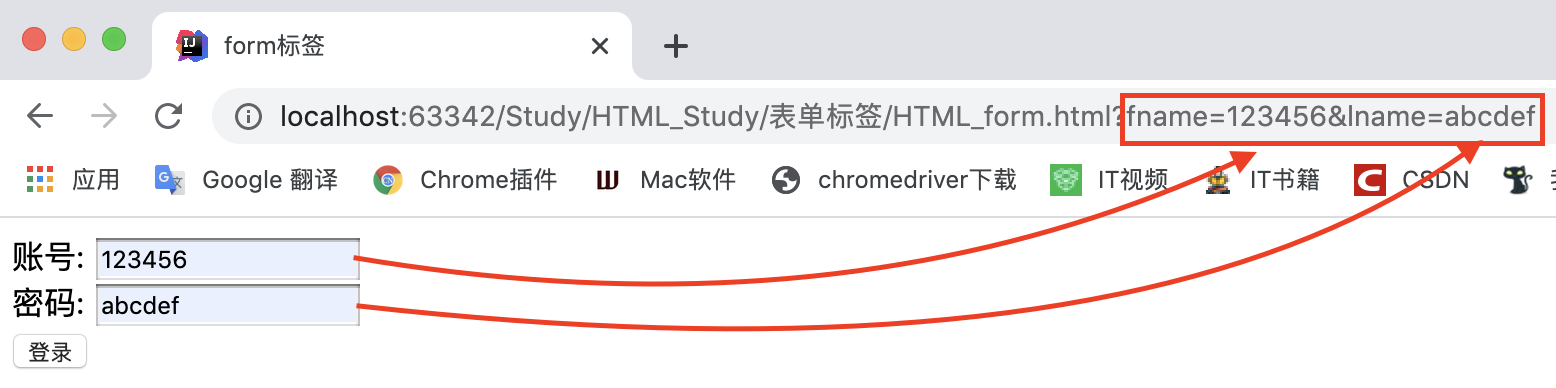 form标签
localhost:63342/Study/HTML_Study/表单标签/HTML_form.html?fname=123456&lname=abcdef
应用 Google 翻译 Chrome插件 Mac软件 chromedriver下载 IT视频 IT书籍 CSDN
账号: 123456
密码: abcdef
登录